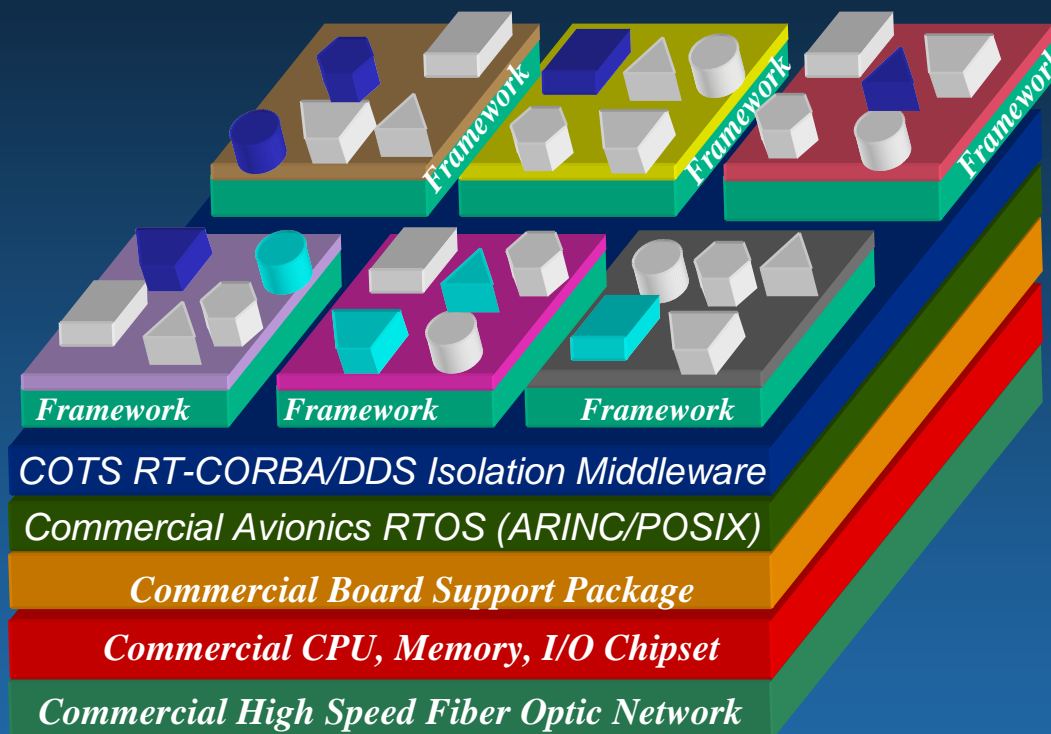 Framework
Framework
Framework
Framework
Framework
Framework
COTS RT-CORBA/DDS Isolation Middleware
Commercial Avionics RTOS (ARINC/POSIX)
Commercial Board Support Package
Commercial CPU, Memory, I/O Chipset
Commercial High Speed Fiber Optic Network